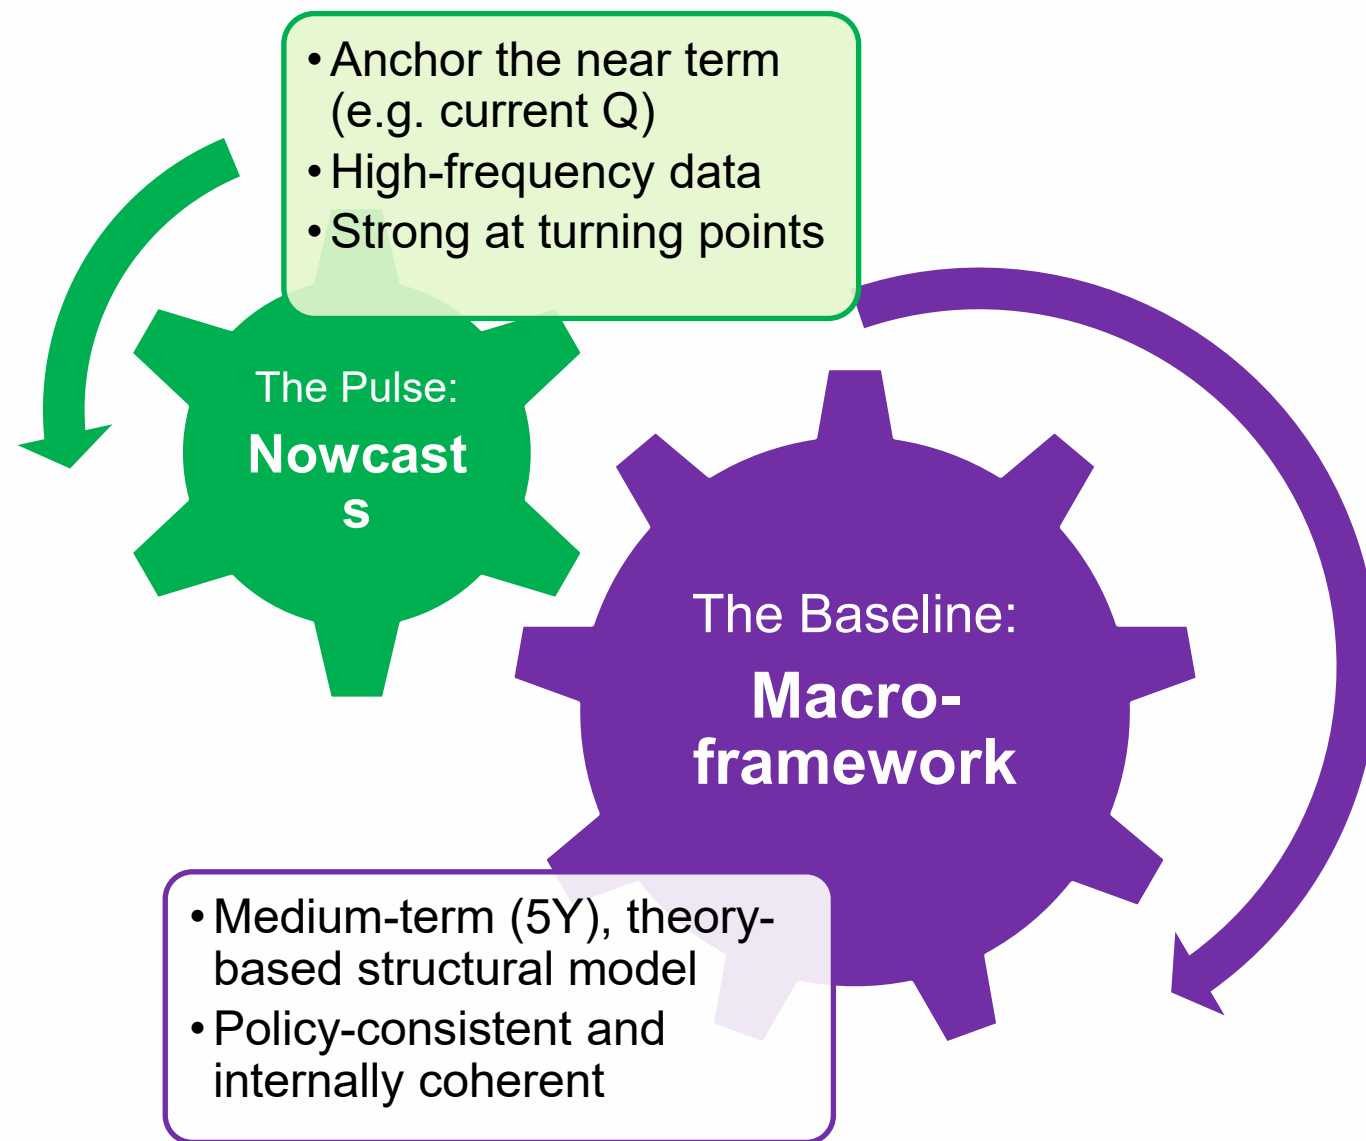 • Anchor the near term
(e.g. current Q)
• High-frequency data
• Strong at turning points
The Pulse:
Nowcast
s
The Baseline:
Macro-
framework
• Medium-term (5Y), theory-
based structural model
• Policy-consistent and
internally coherent